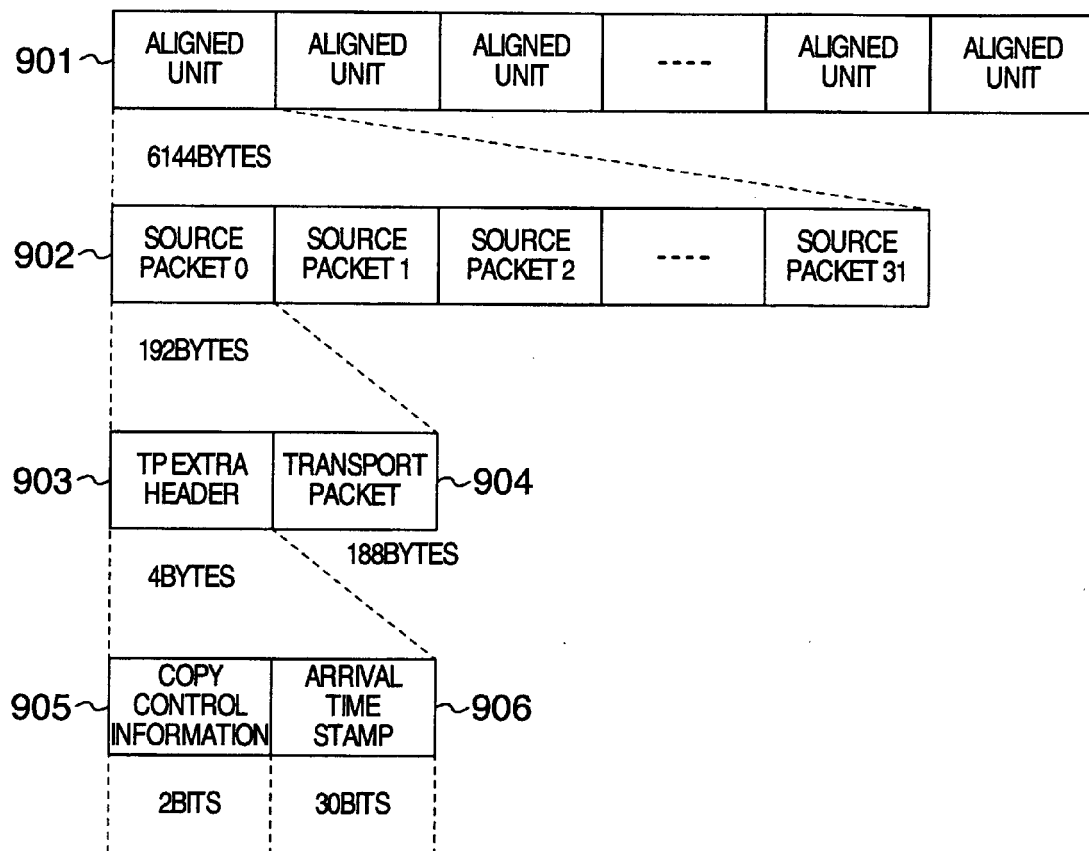 901
ALIGNED UNIT
ALIGNED UNIT
ALIGNED UNIT
----
ALIGNED UNIT
ALIGNED UNIT
6144BYTES
902
SOURCE PACKET 0
SOURCE PACKET 1
SOURCE PACKET 2
----
SOURCE PACKET 31
192BYTES
903
TP EXTRA HEADER
TRANSPORT PACKET
904
4BYTES
188BYTES
905
COPY CONTROL INFORMATION
ARRIVAL TIME STAMP
906
2BITS
30BITS